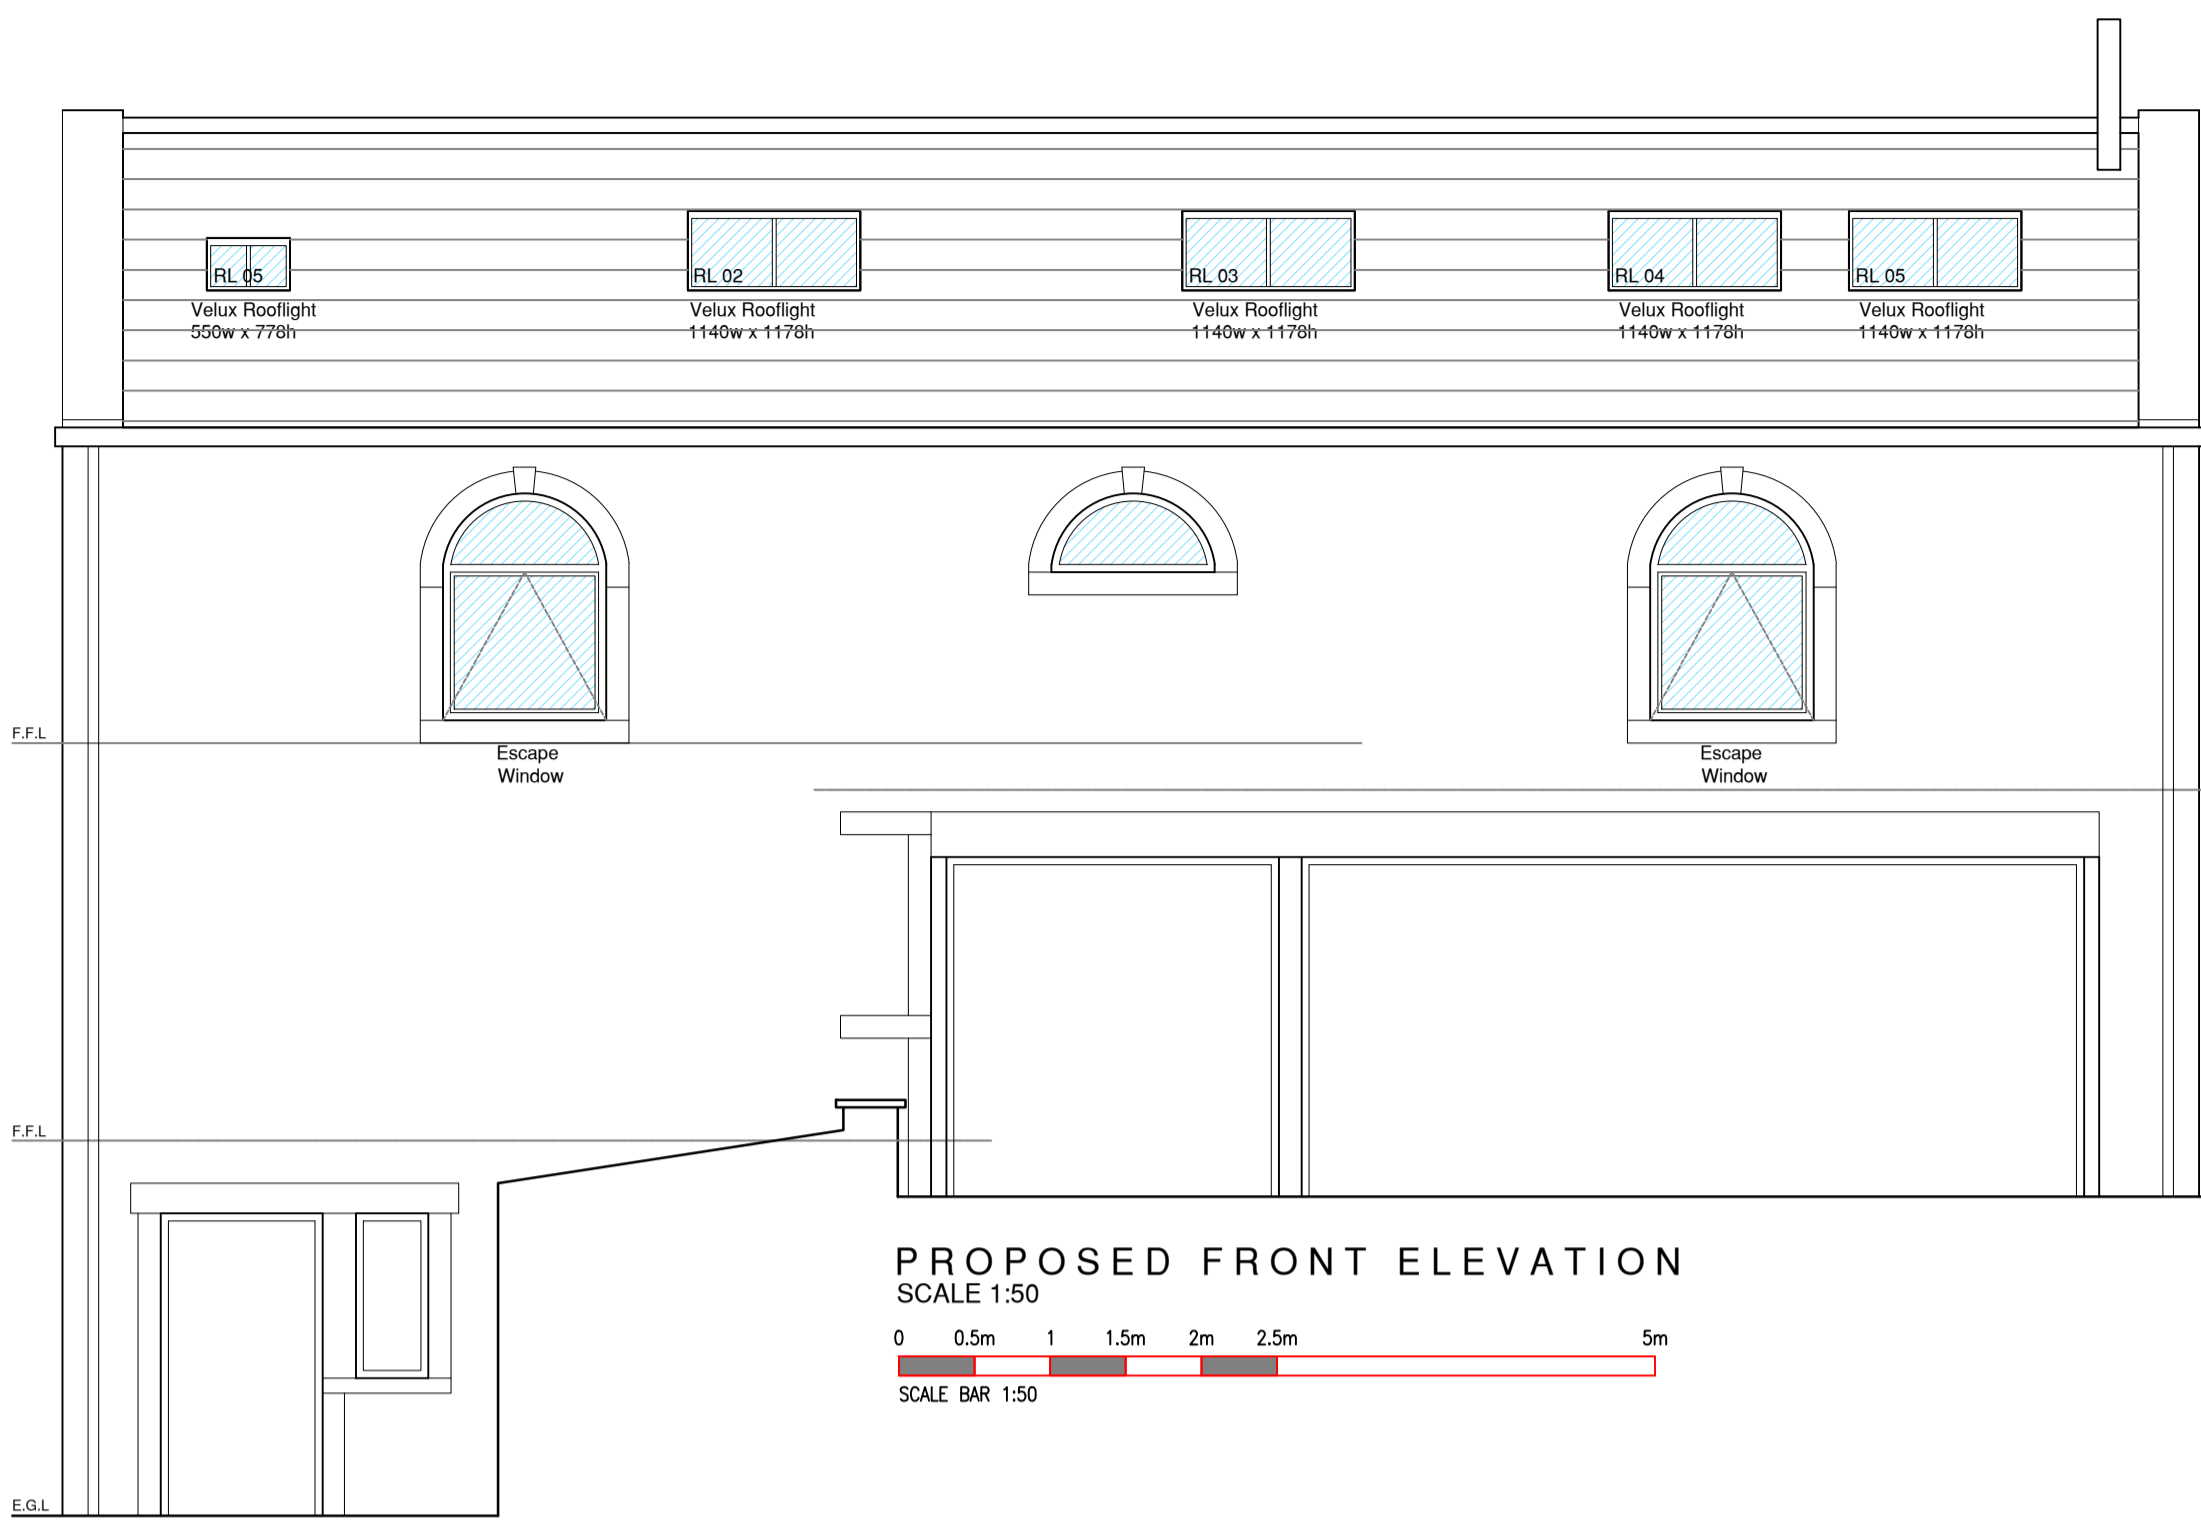 RL 05
RL 02
RL 03
RL 04
RL 05
Velux Rooflight
550w x 778h
Velux Rooflight
1140w x 1178h
Velux Rooflight
1140w x 1178h
Velux Rooflight
1140w x 1178h
Velux Rooflight
1140w x 1178h
F.F.L
Escape
Window
Escape
Window
F.F.L
PROPOSED FRONT ELEVATION
SCALE 1:50
0 0.5m 1 1.5m 2m 2.5m 5m
SCALE BAR 1:50
E.G.L